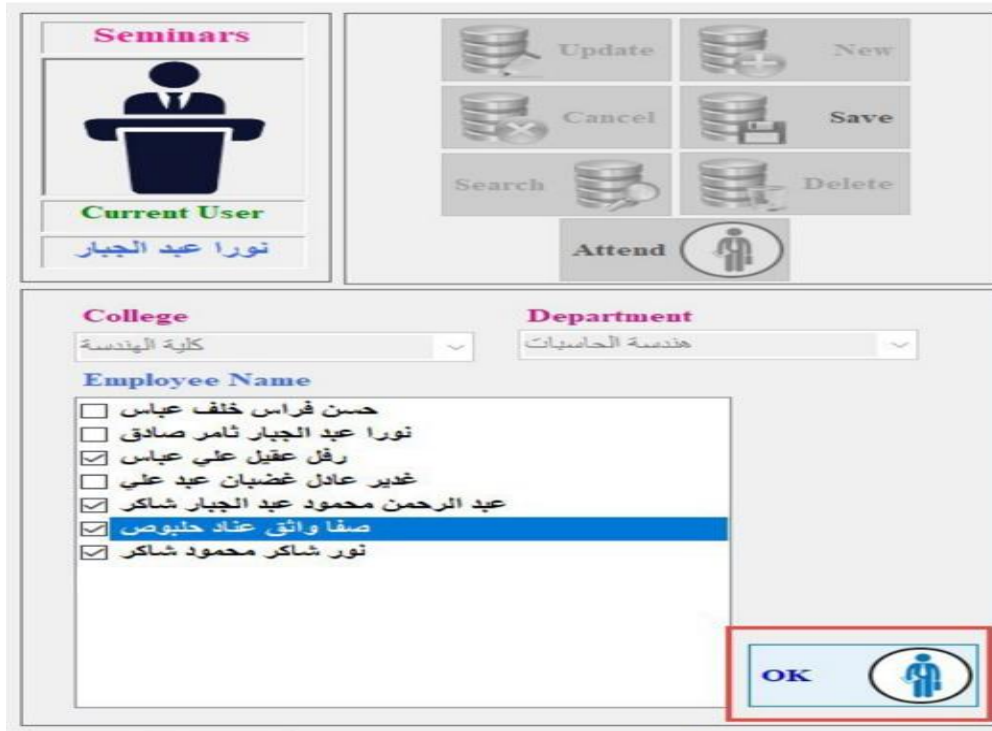 Seminars
Current User
نورا عبد الجبار
Update
New
Cancel
Save
Search
Delete
Attend
College
Department
كلية الهندسة
هندسة الحاسبات
Employee Name
حسن فراس خلف عباس
نورا عبد الجبار ثامر صادق
رفل عقيل علي عباس
غدير عادل غضبان عبد علي
عبد الرحمن محمود عبد الجبار شاكر
صفا واثق عناد حلبوص
نور شاكر محمود شاكر
OK